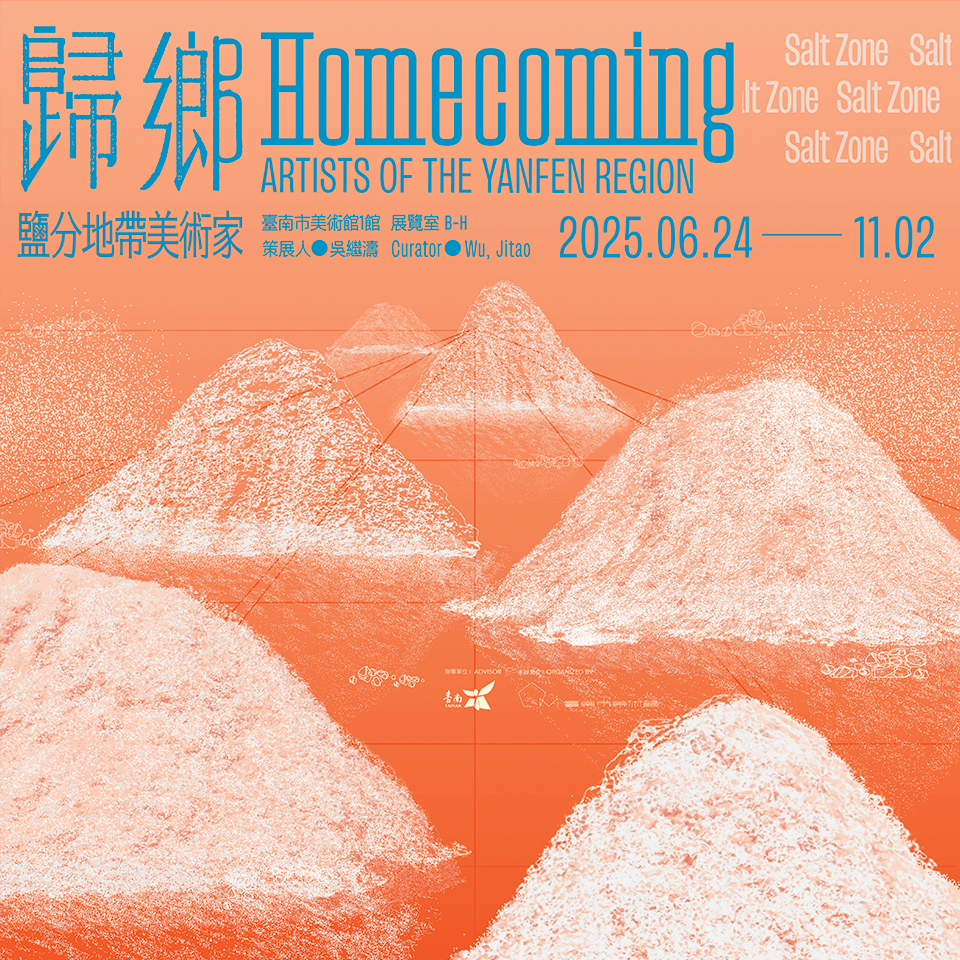 歸鄉
Homecoming
ARTISTS OF THE YANFEN REGION
Salt Zone Salt
lt Zone Salt Zone
Salt Zone Salt
鹽分地帶美術家
臺南市美術館1館 展覽室 B-H
策展人●吳繼濤 Curator●Wu, Jitao
2025.06.24 — 11.02
指導單位 ADVISOR
ORGANIZED BY
臺南
TAINAN